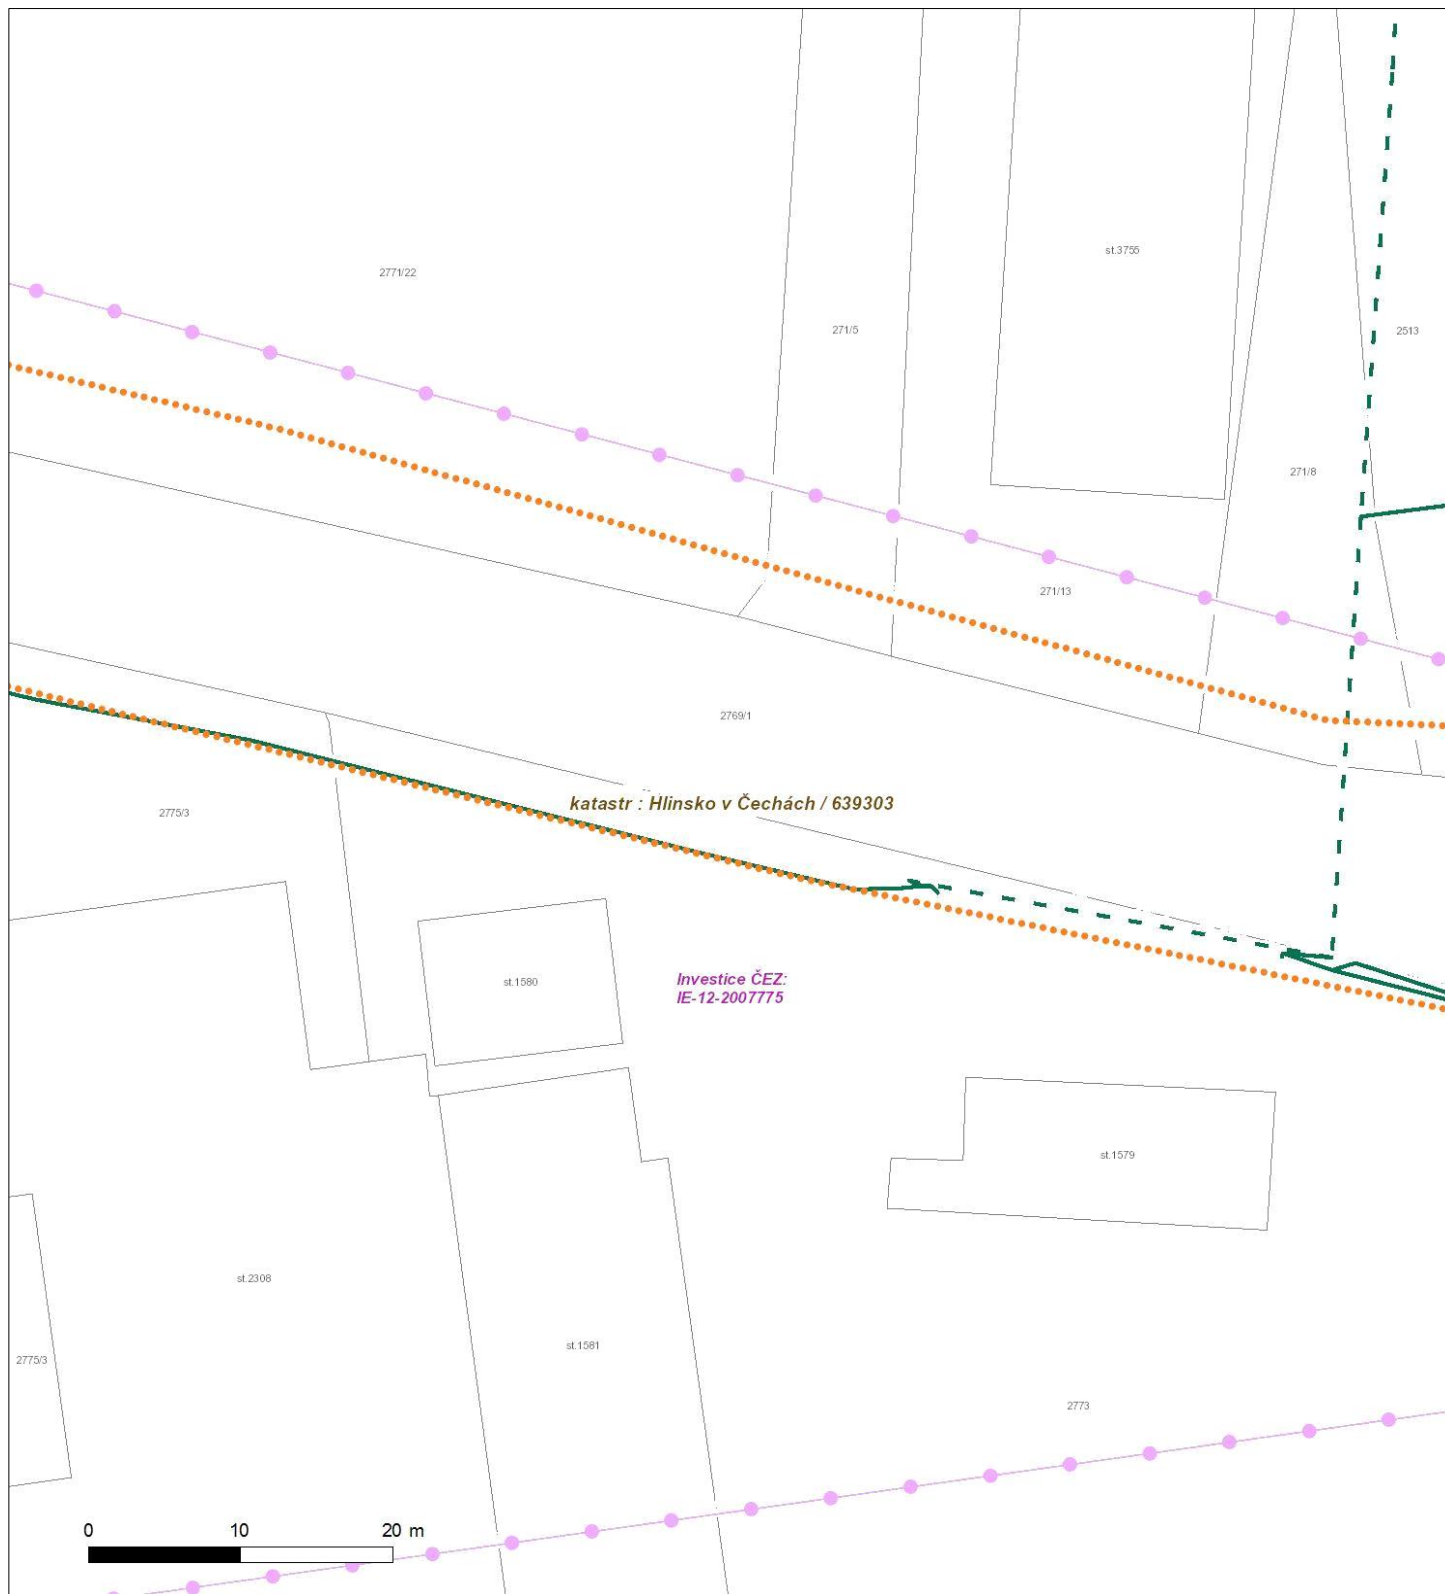 st.3755
2771/22
271/5
2513
271/8
271/13
2769/1
katastr : Hlinsko v Čechách / 639303
2775/3
Investice ČEZ:
IE-12-2007775
st.1580
st.1579
st.2308
st.1581
2775/3
2773
0 10 20 m